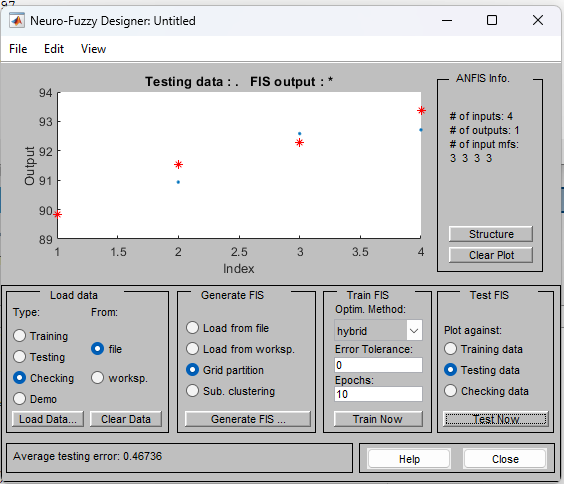 97
Neuro-Fuzzy Designer: Untitled
File Edit View
Testing data : . FIS output : *
94
93
92
91
90
89
Output
1 1.5 2 2.5 3 3.5 4
Index
ANFIS Info.
# of inputs: 4
# of outputs: 1
# of input mfs:
3 3 3 3
Structure
Clear Plot
Load data
Type: From:
Training
Testing
Checking
Demo
file
worksp.
Load Data... Clear Data
Generate FIS
Load from file
Load from worksp.
Grid partition
Sub. clustering
Generate FIS ...
Train FIS
Optim. Method:
hybrid
Error Tolerance:
0
Epochs:
10
Train Now
Test FIS
Plot against:
Training data
Testing data
Checking data
Test Now
Average testing error: 0.46736
Help Close